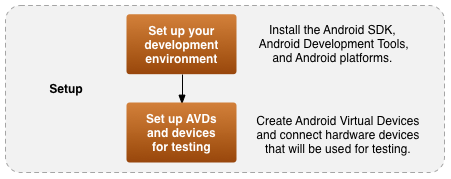 Setup
Set up your
development
environment
Install the Android SDK,
Android Development Tools,
and Android platforms.
Set up AVDs
and devices
for testing
Create Android Virtual Devices
and connect hardware devices
that will be used for testing.